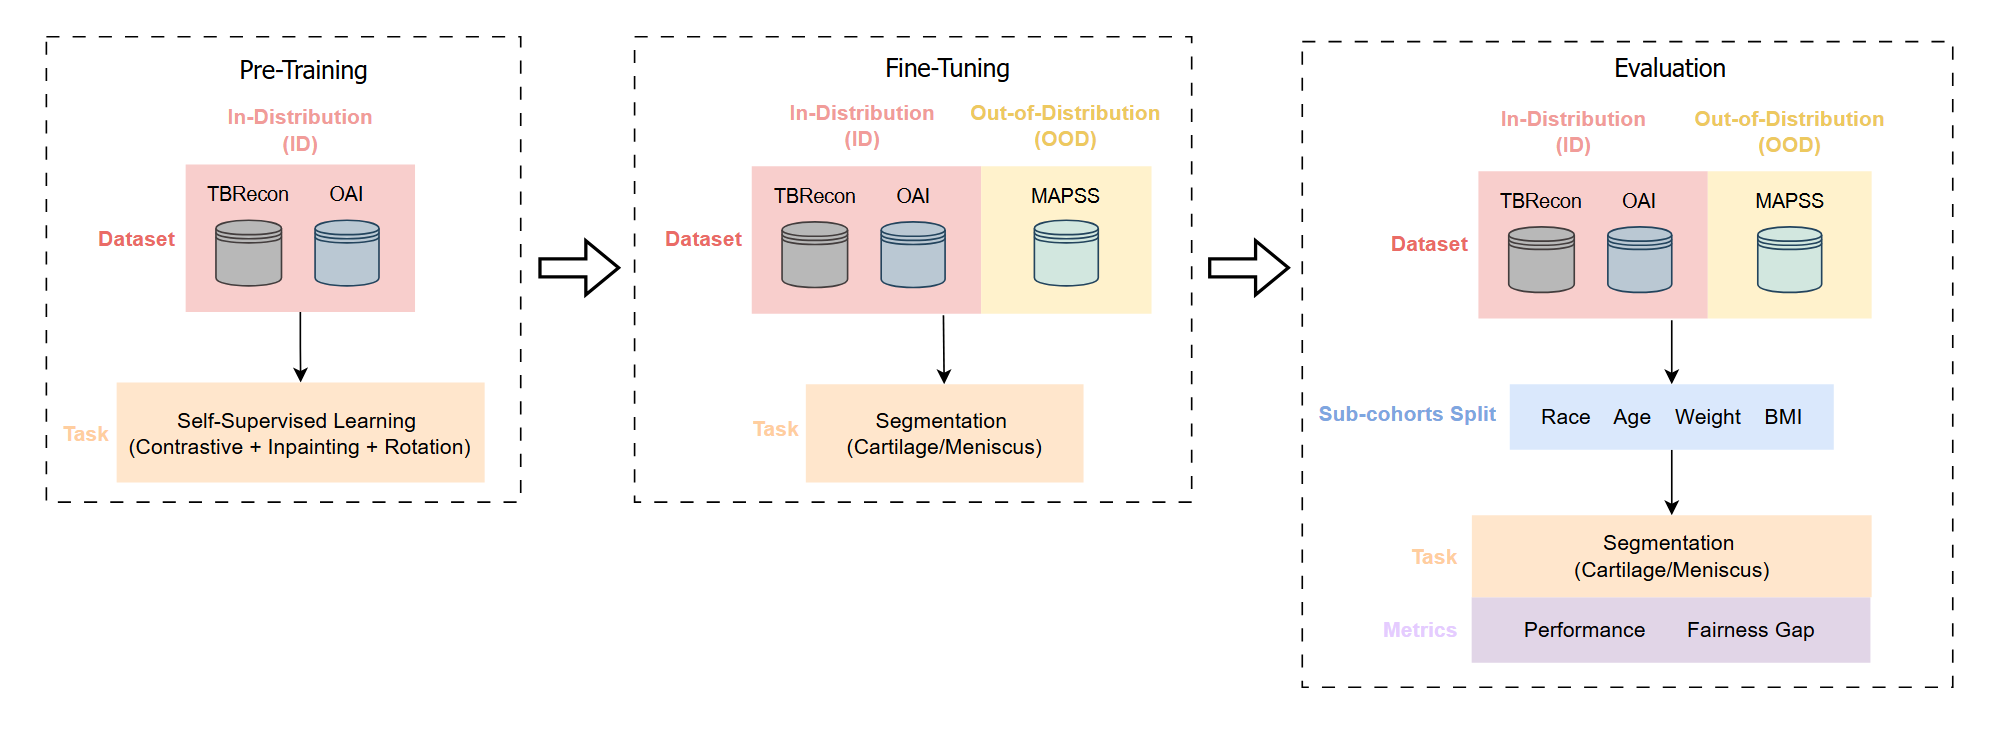 Pre-Training
In-Distribution
(ID)
TBRecon OAI
Dataset
Task
Self-Supervised Learning
(Contrastive + Inpainting + Rotation)
Fine-Tuning
In-Distribution
(ID)
Out-of-Distribution
(OOD)
TBRecon OAI MAPSS
Dataset
Task
Segmentation
(Cartilage/Meniscus)
Evaluation
In-Distribution
(ID)
Out-of-Distribution
(OOD)
TBRecon OAI MAPSS
Dataset
Sub-cohorts Split
Race Age Weight BMI
Task
Segmentation
(Cartilage/Meniscus)
Metrics
Performance Fairness Gap